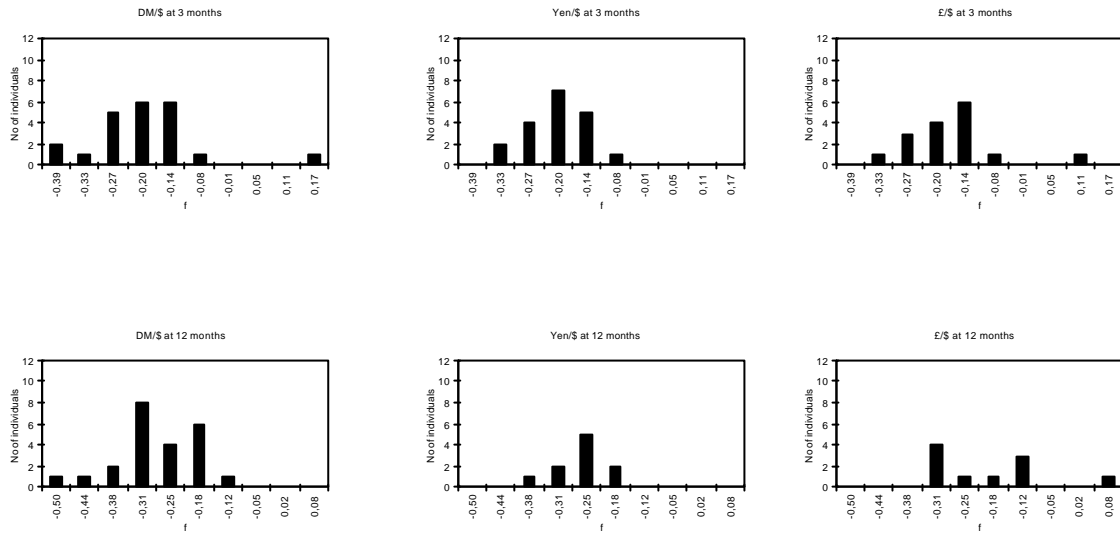 DM/$ at 3 months
No of individuals
12
10
8
6
4
2
0
-0,39 -0,33 -0,27 -0,20 -0,14 -0,08 -0,01 0,05 0,11 0,17
f
Yen/$ at 3 months
No of individuals
12
10
8
6
4
2
0
-0,39 -0,33 -0,27 -0,20 -0,14 -0,08 -0,01 0,05 0,11 0,17
f
£/$ at 3 months
No of individuals
12
10
8
6
4
2
0
-0,39 -0,33 -0,27 -0,20 -0,14 -0,08 -0,01 0,05 0,11 0,17
f
DM/$ at 12 months
No of individuals
12
10
8
6
4
2
0
-0,50 -0,44 -0,38 -0,31 -0,25 -0,18 -0,12 -0,05 0,02 0,08
f
Yen/$ at 12 months
No of individuals
12
10
8
6
4
2
0
-0,50 -0,44 -0,38 -0,31 -0,25 -0,18 -0,12 -0,05 0,02 0,08
f
£/$ at 12 months
No of individuals
12
10
8
6
4
2
0
-0,50 -0,44 -0,38 -0,31 -0,25 -0,18 -0,12 -0,05 0,02 0,08
f